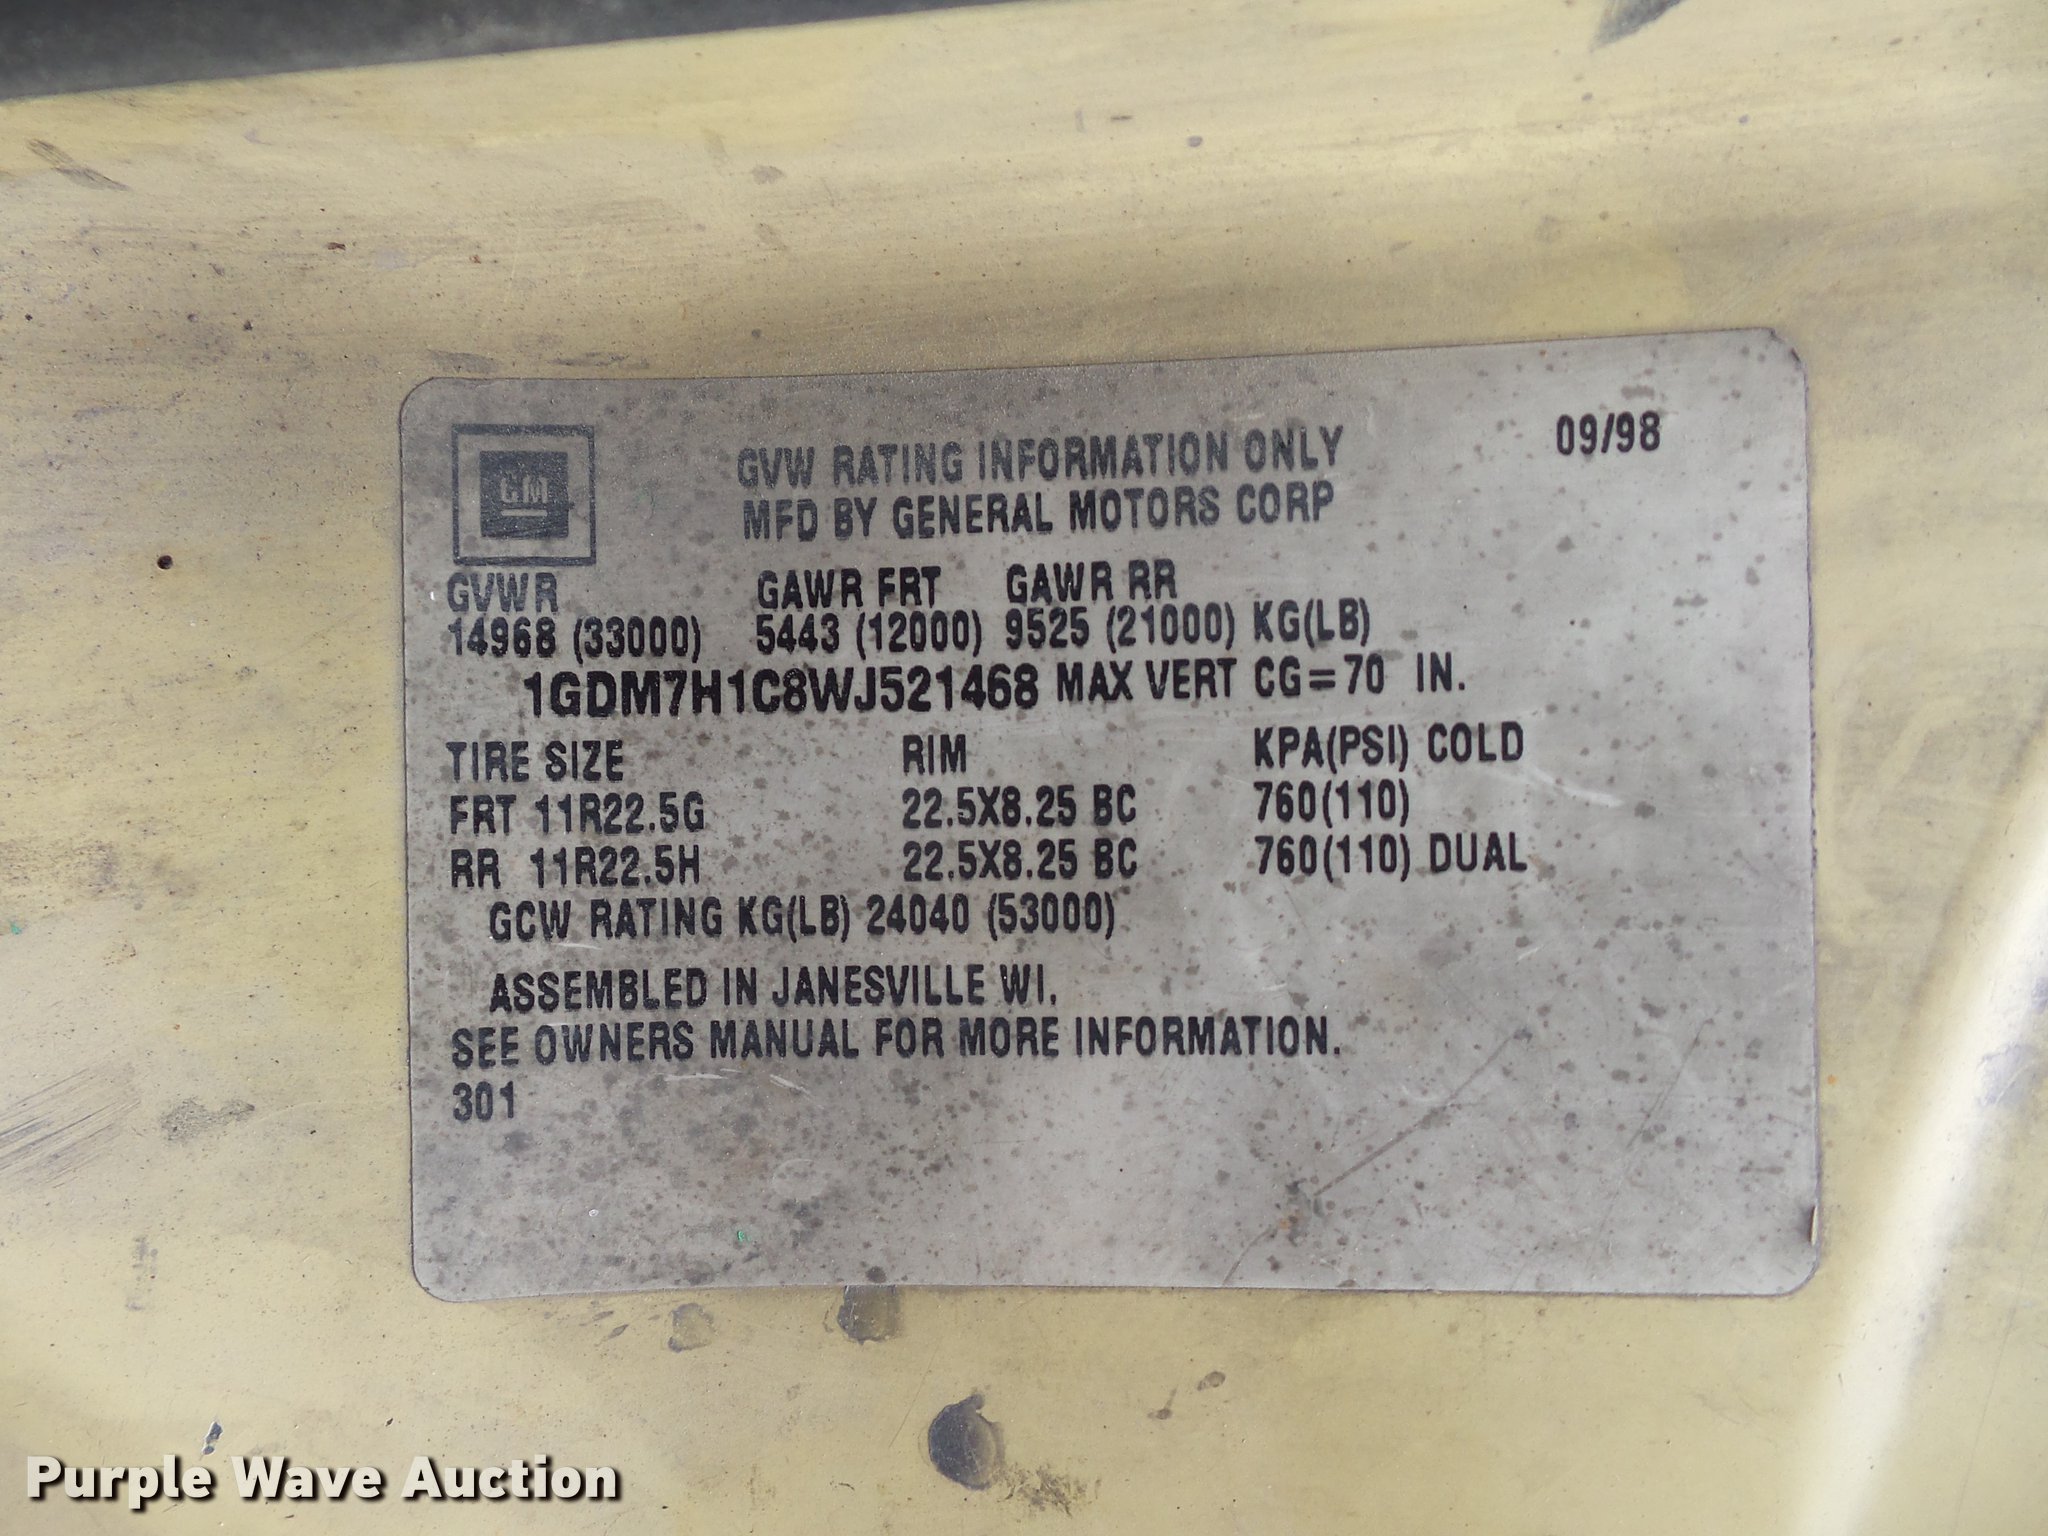 09/98
GM
GVW RATING INFORMATION ONLY
MFD BY GENERAL MOTORS CORP
GVWR GAWR FRT GAWR RR
14968 (33000) 5443 (12000) 9525 (21000) KG(LB)
1GDM7H1C8WJ521468 MAX VERT CG=70 IN.
TIRE SIZE RIM KPA(PSI) COLD
FRT 11R22.5G 22.5X8.25 BC 760(110)
RR 11R22.5H 22.5X8.25 BC 760(110) DUAL
GCW RATING KG(LB) 24040 (53000)
ASSEMBLED IN JANESVILLE WI.
SEE OWNERS MANUAL FOR MORE INFORMATION.
301
Purple Wave Auction